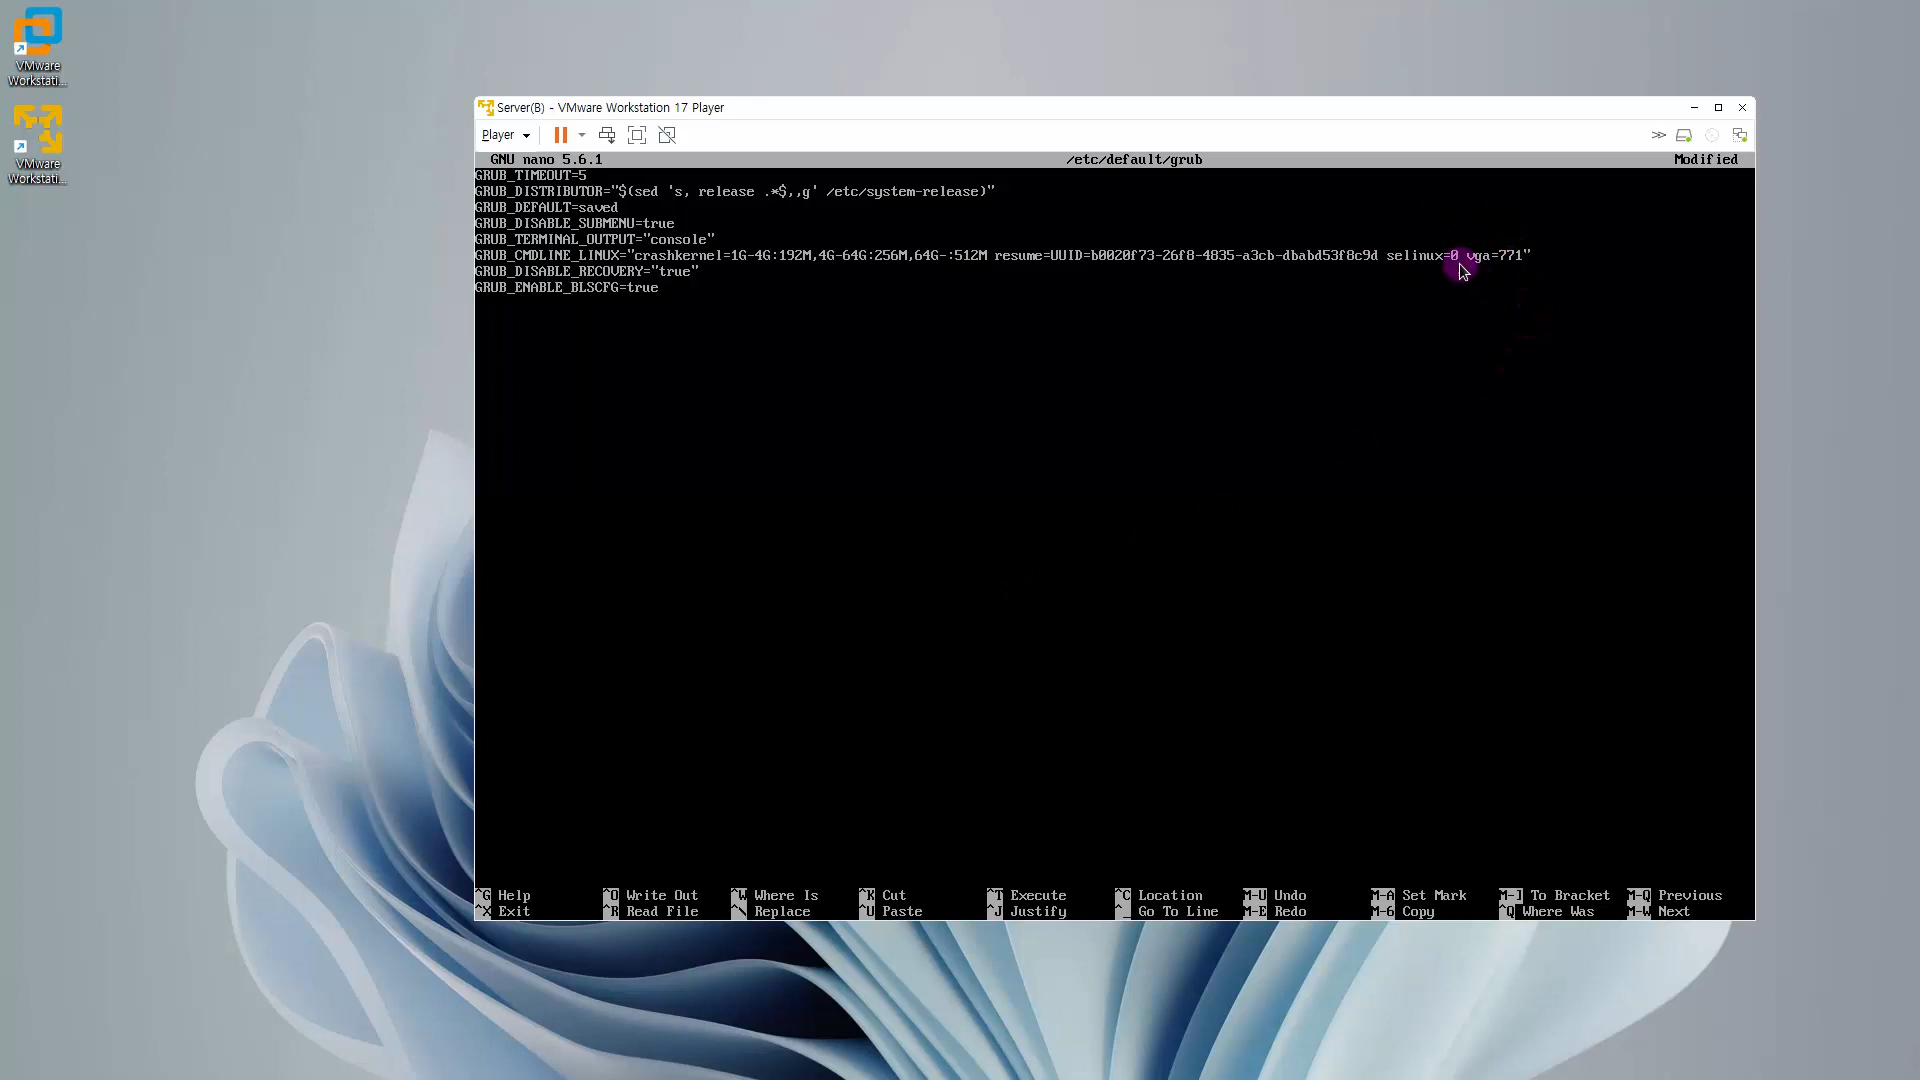 VMware
Workstati...
VMware
Workstati...
Server(B) - VMware Workstation 17 Player
Player
GNU nano 5.6.1 /etc/default/grub Modified
GRUB_TIMEOUT=5
GRUB_DISTRIBUTOR="$(sed 's, release .*$,,g' /etc/system-release)"
GRUB_DEFAULT=saved
GRUB_DISABLE_SUBMENU=true
GRUB_TERMINAL_OUTPUT="console"
GRUB_CMDLINE_LINUX="crashkernel=1G-4G:192M,4G-64G:256M,64G-:512M resume=UUID=b0020f73-26f8-4835-a3cb-dbabd53f8c9d selinux=0 vga=771"
GRUB_DISABLE_RECOVERY="true"
GRUB_ENABLE_BLSCFG=true
^G Help ^O Write Out ^W Where Is ^K Cut ^T Execute ^C Location M-U Undo M-A Set Mark M-] To Bracket M-Q Previous
^X Exit ^R Read File ^\ Replace ^U Paste ^J Justify ^_ Go To Line M-E Redo M-6 Copy ^Q Where Was M-W Next